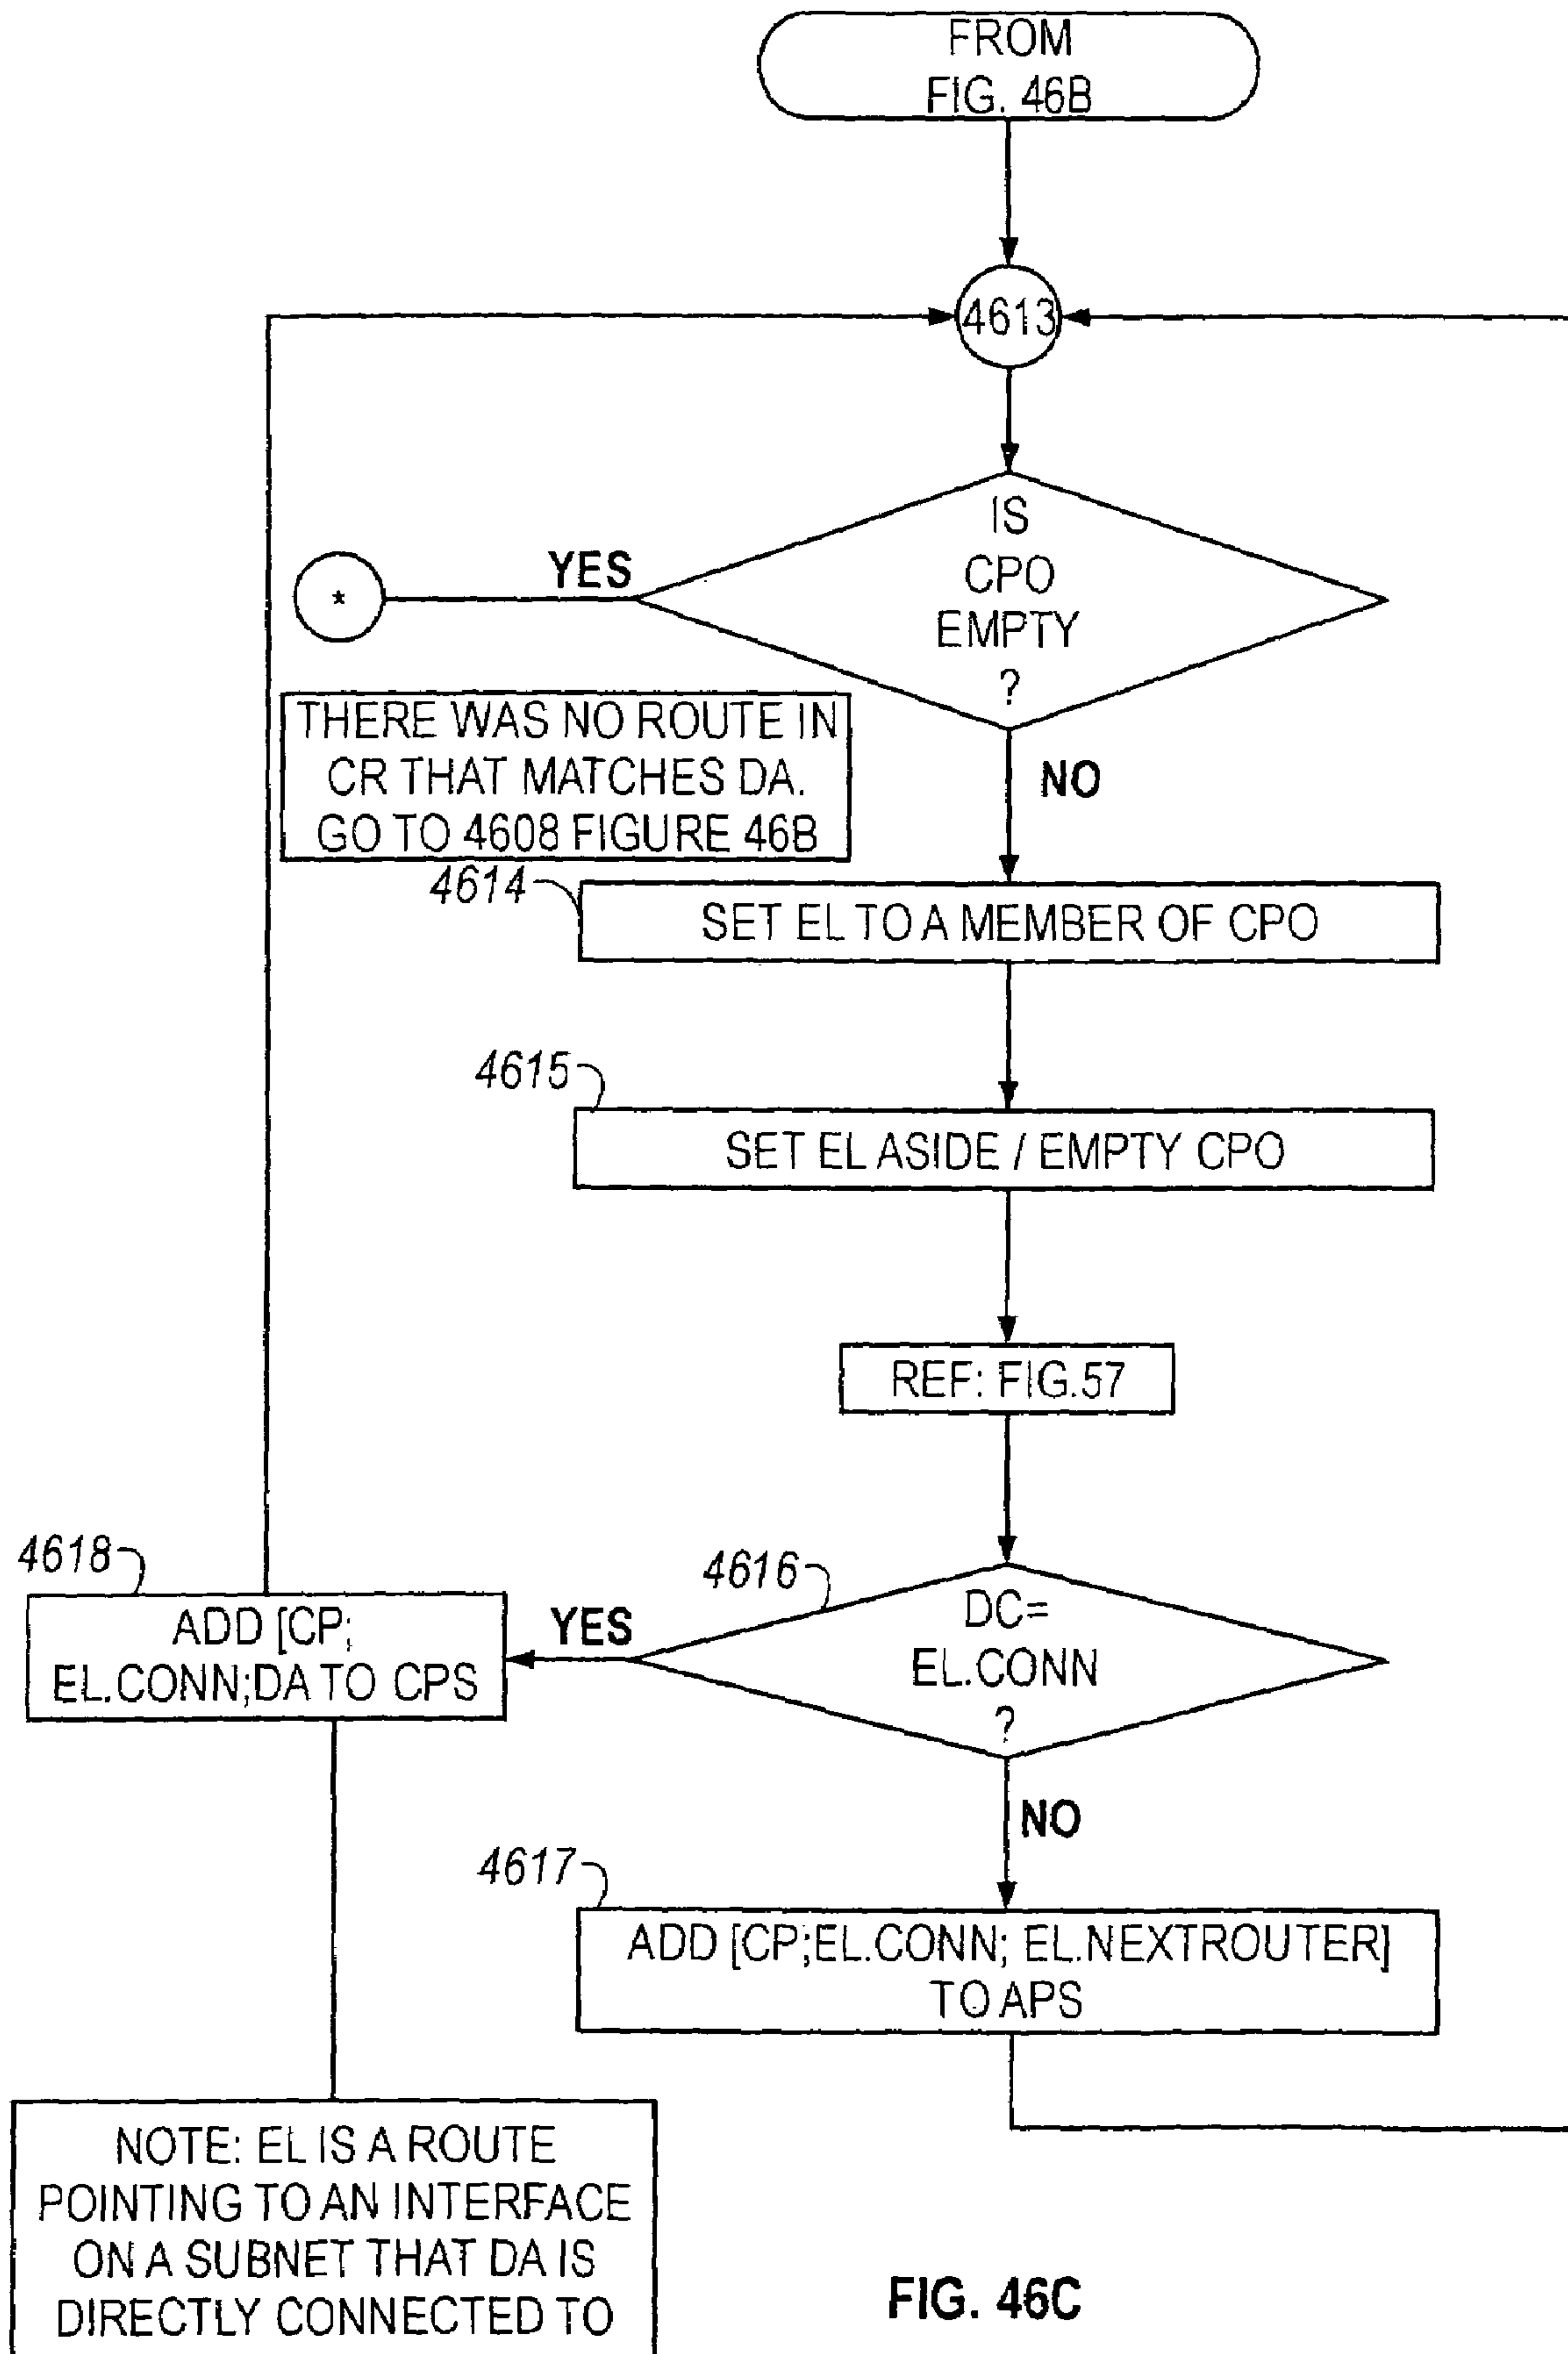 FROM
FIG. 46B
4613
IS
CPO
EMPTY
?
YES
*
THERE WAS NO ROUTE IN
CR THAT MATCHES DA.
GO TO 4608 FIGURE 46B
NO
4614
SET EL TO A MEMBER OF CPO
4615
SET EL ASIDE / EMPTY CPO
REF: FIG.57
4616
DC=
EL.CONN
?
YES
4618
ADD [CP;
EL.CONN;DA TO CPS
NO
4617
ADD [CP;EL.CONN; EL.NEXTROUTER]
TO APS
NOTE: EL IS A ROUTE
POINTING TO AN INTERFACE
ON A SUBNET THAT DA IS
DIRECTLY CONNECTED TO
FIG. 46C